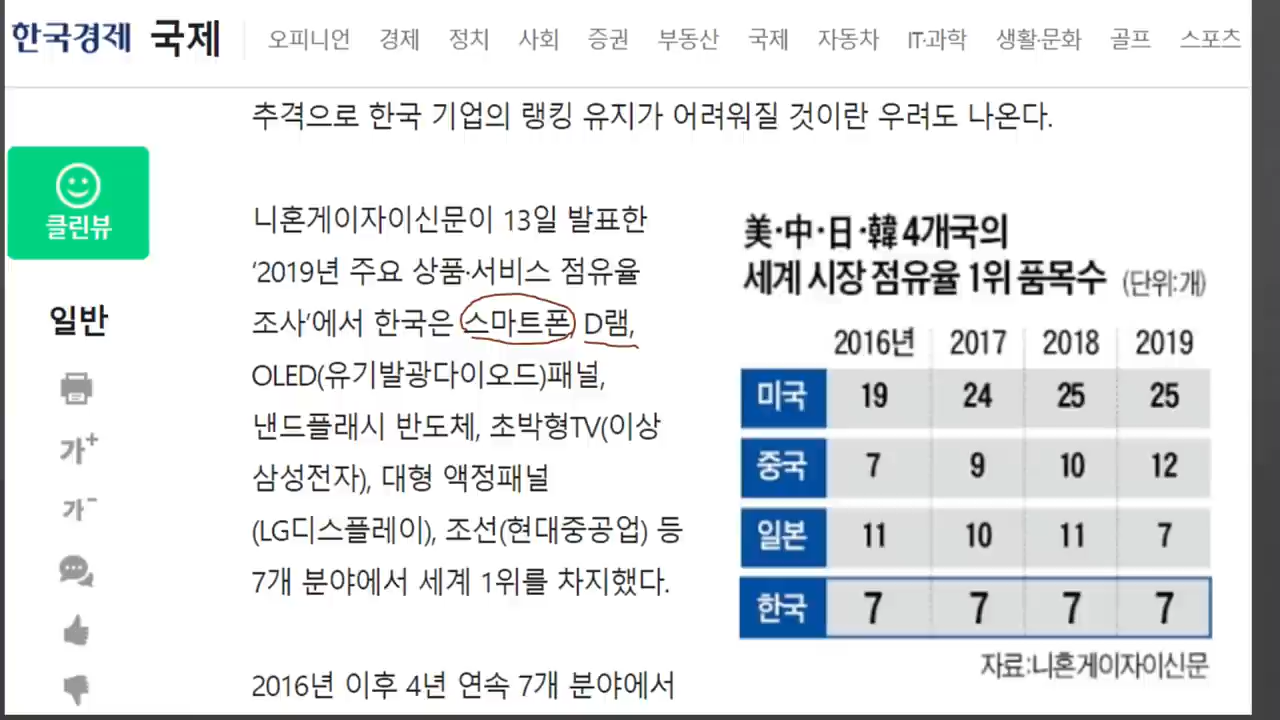 한국경제 국제 오피니언 경제 정치 사회 증권 부동산 국제 자동차 IT·과학 생활·문화 골프 스포츠
추격으로 한국 기업의 랭킹 유지가 어려워질 것이란 우려도 나온다.
클린뷰
일반
가+
가-
니혼게이자이신문이 13일 발표한
‘2019년 주요 상품·서비스 점유율
조사’에서 한국은 스마트폰, D램,
OLED(유기발광다이오드)패널,
낸드플래시 반도체, 초박형TV(이상
삼성전자), 대형 액정패널
(LG디스플레이), 조선(현대중공업) 등
7개 분야에서 세계 1위를 차지했다.
2016년 이후 4년 연속 7개 분야에서
美·中·日·韓 4개국의
세계 시장 점유율 1위 품목수 (단위:개)
2016년 2017 2018 2019
미국 19 24 25 25
중국 7 9 10 12
일본 11 10 11 7
한국 7 7 7 7
자료:니혼게이자이신문